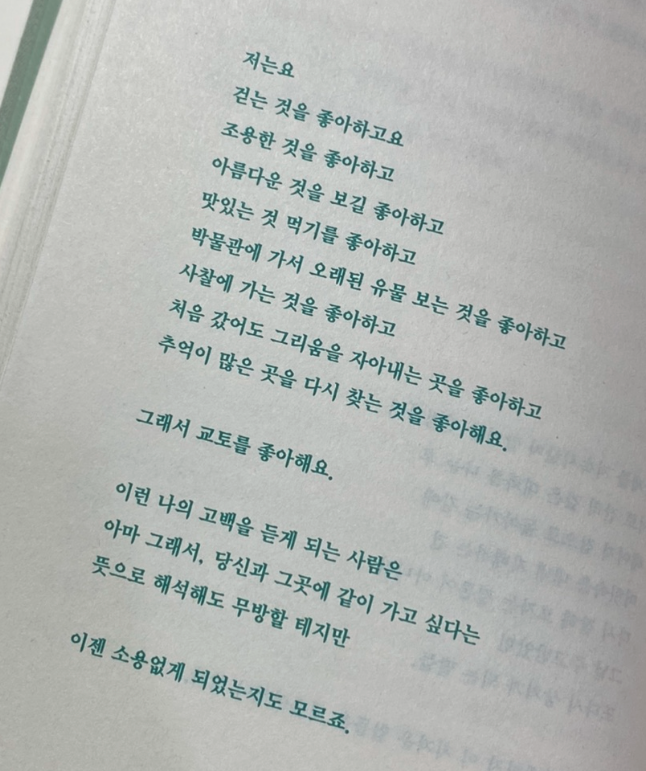 저는요
걷는 것을 좋아하고요
조용한 것을 좋아하고
아름다운 것을 보길 좋아하고
맛있는 것 먹기를 좋아하고
박물관에 가서 오래된 유물 보는 것을 좋아하고
사찰에 가는 것을 좋아하고
처음 갔어도 그리움을 자아내는 곳을 좋아하고
추억이 많은 곳을 다시 찾는 것을 좋아해요.
그래서 교토를 좋아해요.
이런 나의 고백을 듣게 되는 사람은
아마 그래서, 당신과 그곳에 같이 가고 싶다는
뜻으로 해석해도 무방할 테지만
이젠 소용없게 되었는지도 모르죠.